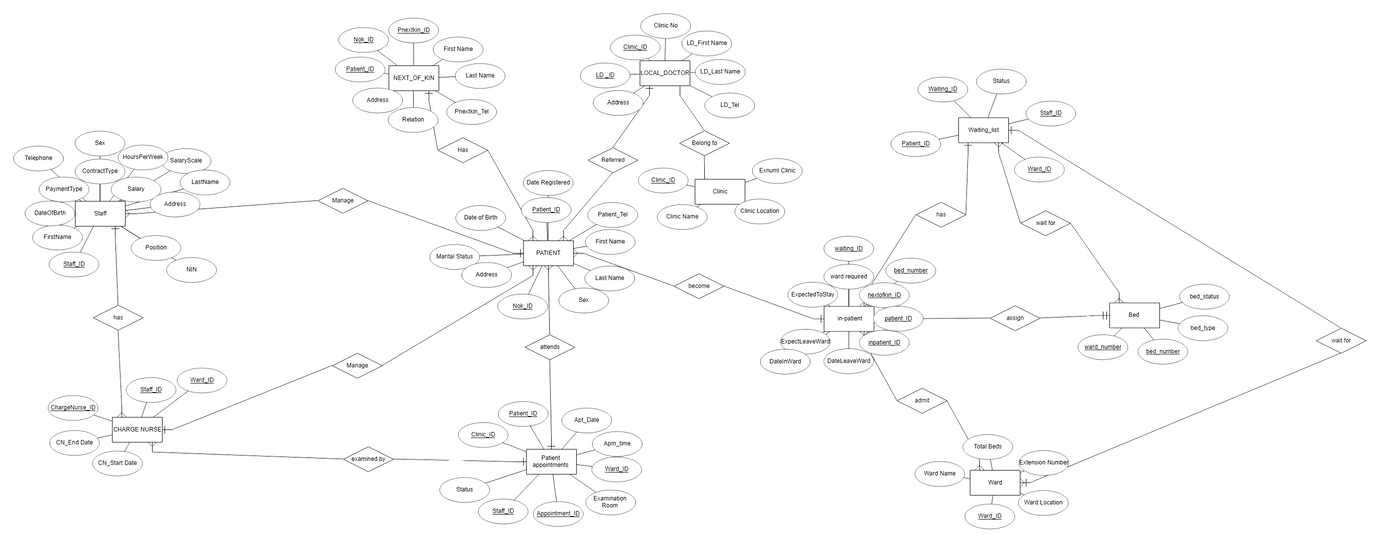 Pnextkin_ID
Nok_ID
First Name
Patient_ID
NEXT_OF_KIN
Last Name
Address
Relation
Pnextkin_Tel
Has
Clinic No
Clinic_ID
LD_First Name
LD_ID
LOCAL_DOCTOR
LD_Last Name
Address
LD_Tel
Referred
Belong to
Clinic_ID
Clinic
Exnuml Clinic
Clinic Name
Clinic Location
Waiting_ID
Status
Staff_ID
Waiting_list
Patient_ID
Ward_ID
has
wait for
wait for
Sex
Telephone
HoursPerWeek
SalaryScale
ContractType
PaymentType
Salary
LastName
Address
DateOfBirth
Staff
FirstName
Position
Staff_ID
NIN
Manage
has
Date Registered
Patient_ID
Date of Birth
Patient_Tel
Marital Status
PATIENT
First Name
Address
Last Name
Nok_ID
Sex
become
Manage
attends
waiting_ID
ward required
bed_number
ExpectedToStay
nextofkin_ID
in-patient
patient_ID
ExpectLeaveWard
inpatient_ID
DateInWard
DateLeaveWard
assign
bed_status
Bed
bed_type
ward_number
bed_number
admit
Staff_ID
Ward_ID
ChargeNurse_ID
CHARGE NURSE
CN_End Date
CN_Start Date
examined by
Patient_ID
Apt_Date
Clinic_ID
Apm_time
Patient
appointments
Ward_ID
Status
Examination
Room
Staff_ID
Appointment_ID
Total Beds
Extension Number
Ward Name
Ward
Ward Location
Ward_ID